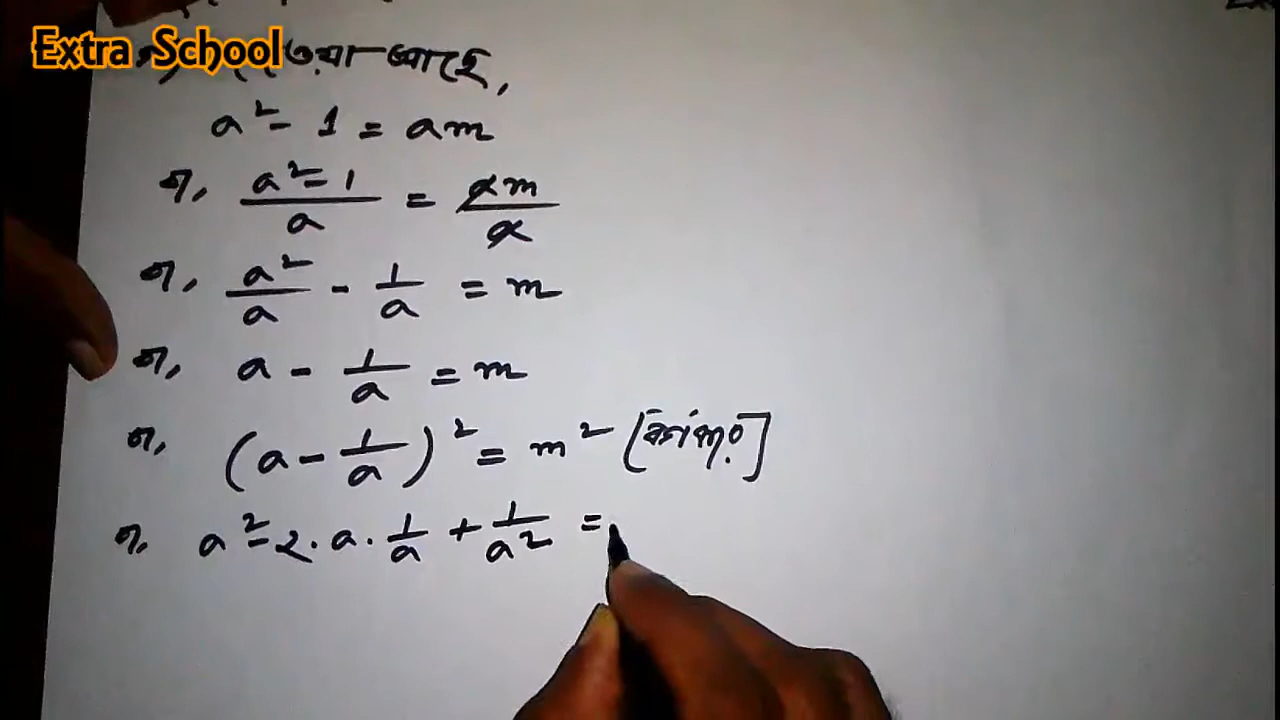 Extra School
আছে,
a² - 1 = am
বা, a² - 1 / a = am / a
বা, a² / a - 1 / a = m
বা, a - 1 / a = m
বা, (a - 1 / a)² = m² [বর্গ করে]
বা, a² - 2 . a . 1 / a + 1 / a² =